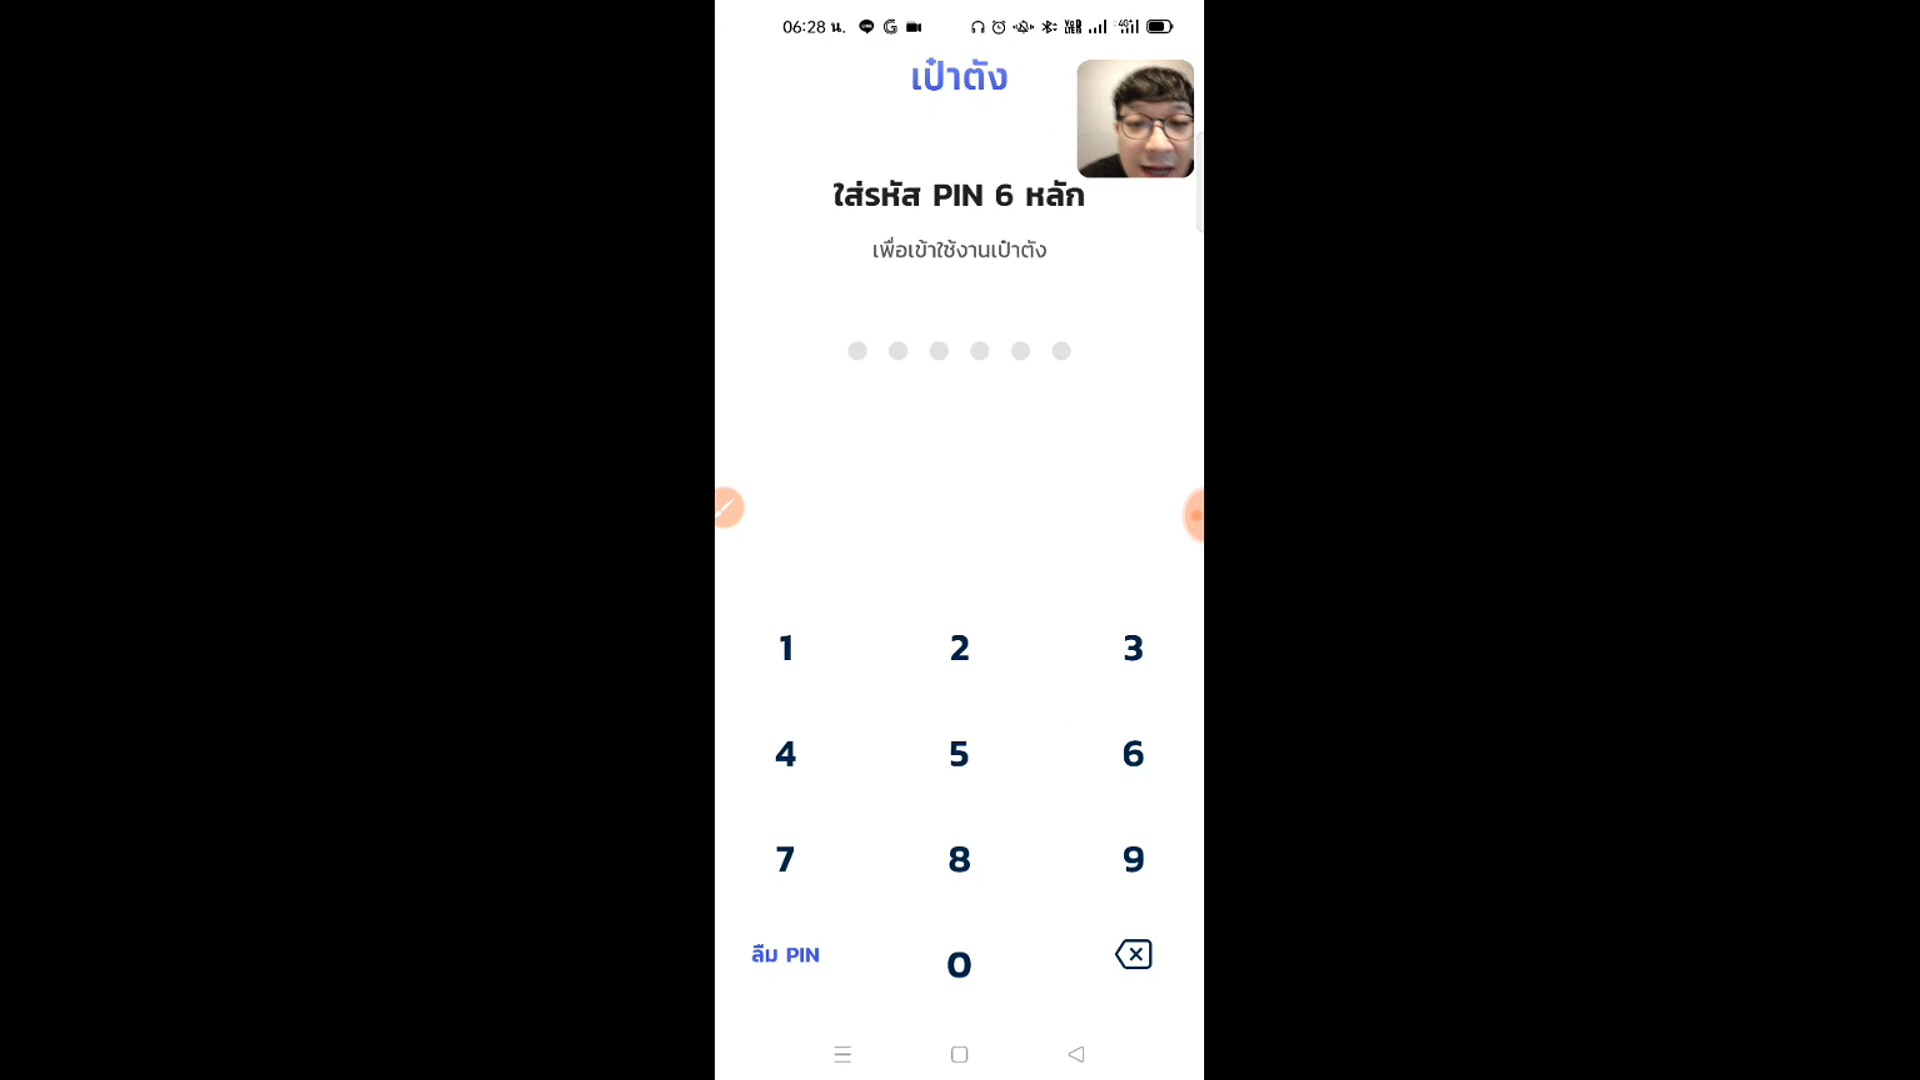 06:28 น.
เป๋าตัง
ใส่รหัส PIN 6 หลัก
เพื่อเข้าใช้งานเป๋าตัง
1 2 3
4 5 6
7 8 9
ลืม PIN 0